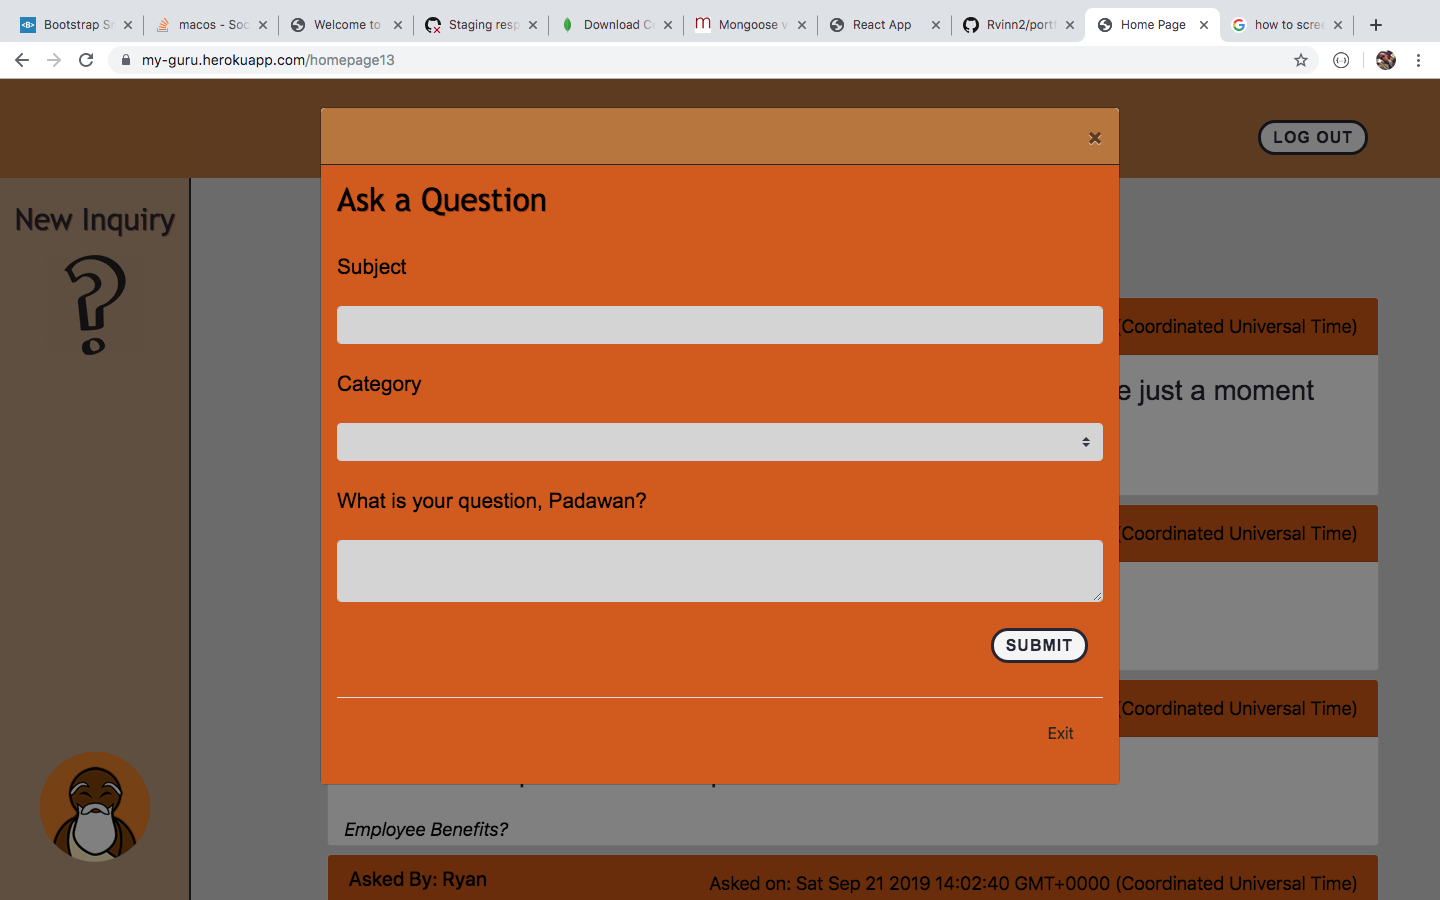 Bootstrap Sn
macos - Soc
Welcome to
Staging resp
Download C
Mongoose v
React App
Rvinn2/portf
Home Page
how to scree
my-guru.herokuapp.com/homepage13
LOG OUT
New Inquiry
?
×
Ask a Question
Subject
Category
What is your question, Padawan?
SUBMIT
Exit
(Coordinated Universal Time)
e just a moment
(Coordinated Universal Time)
(Coordinated Universal Time)
Employee Benefits?
Asked By: Ryan
Asked on: Sat Sep 21 2019 14:02:40 GMT+0000 (Coordinated Universal Time)